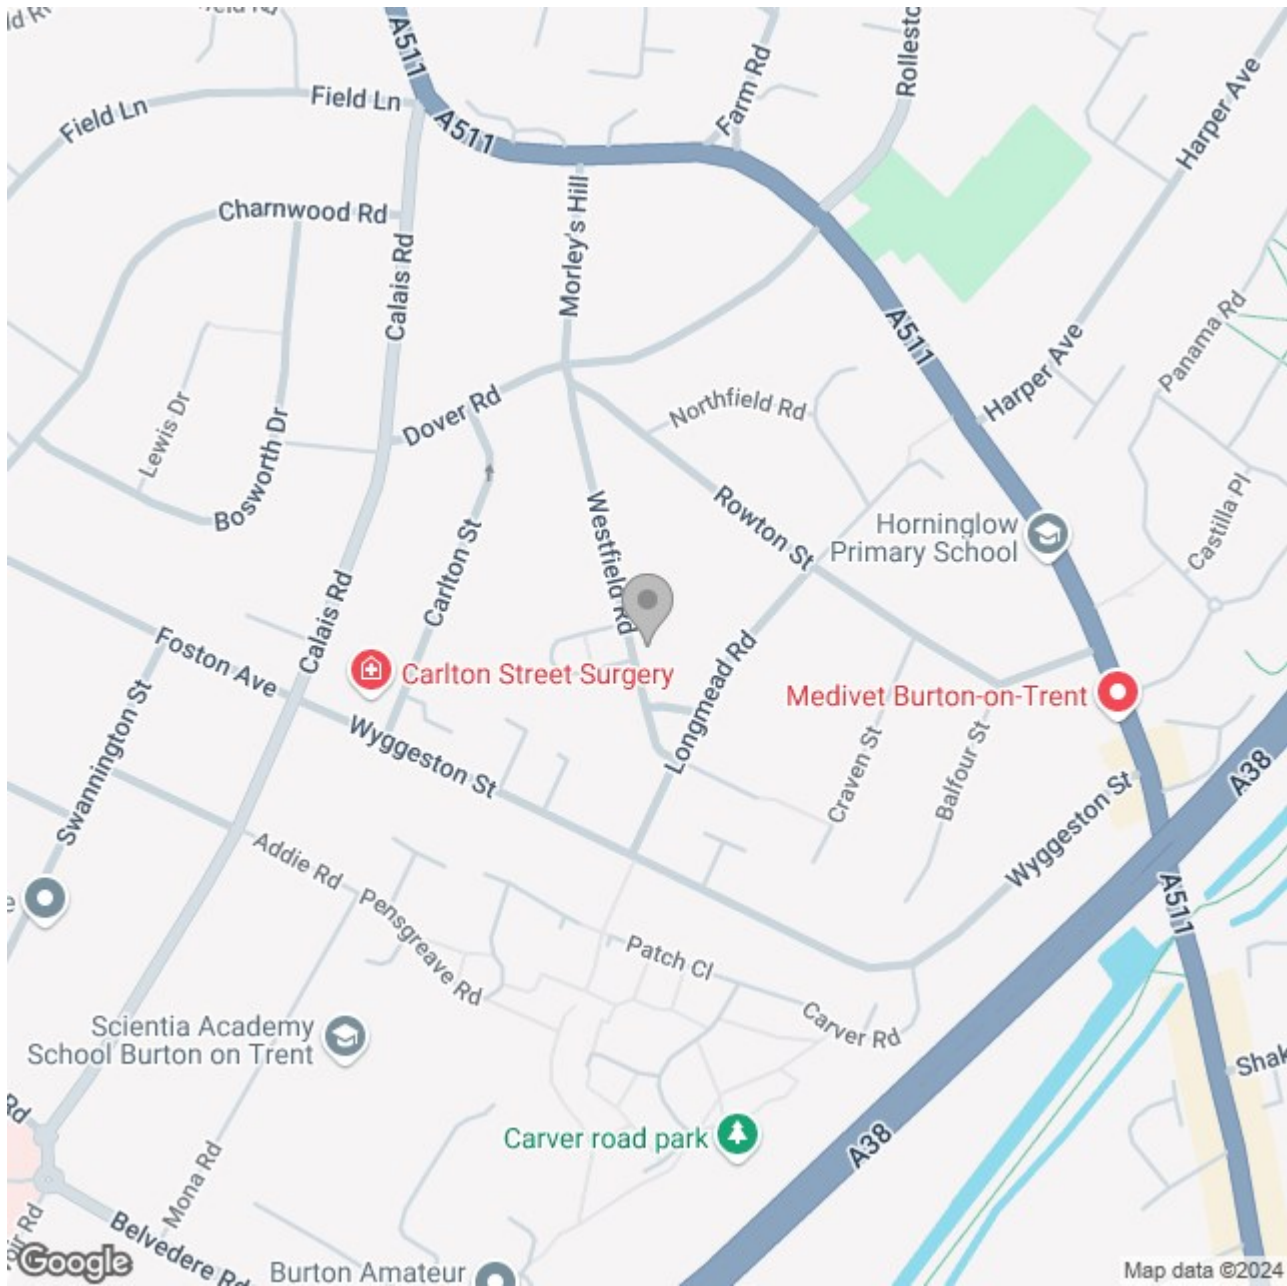 A511
Field Ln
Field Ln
A511
Farm Rd
Harper Ave
Charnwood Rd
Morley's Hill
Calais Rd
A511
Panama Rd
Harper Ave
Lewis Dr
Dover Rd
Northfield Rd
Bosworth Dr
Westfield Rd
Rowton St
Castilla Pl
Horninglow
Primary School
Carlton St
Calais Rd
Foston Ave
Carlton Street Surgery
Longmead Rd
Medivet Burton-on-Trent
Swannington St
Wyggeston St
Craven St
Balfour St
A38
Wyggeston St
Addie Rd
A511
Pensgreave Rd
Patch Cl
Carver Rd
Scientia Academy
School Burton on Trent
Carver road park
A38
Mona Rd
Belvedere Rd
Burton Amateur
Google
Map data ©2024